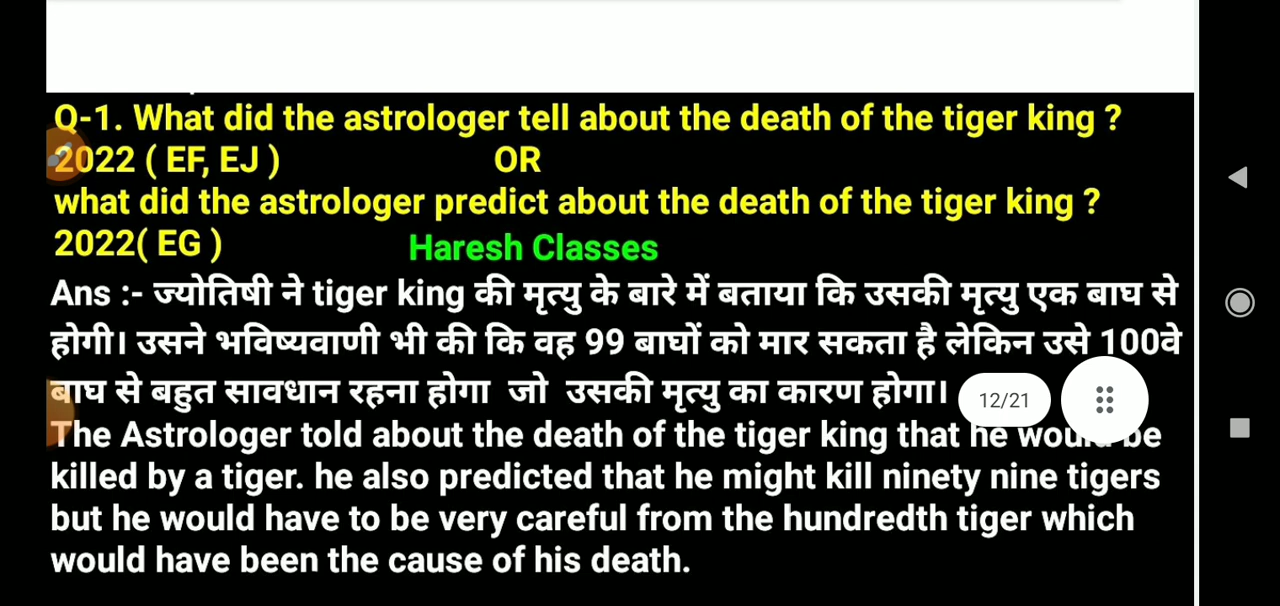 Q-1. What did the astrologer tell about the death of the tiger king ?
2022 ( EF, EJ ) OR
what did the astrologer predict about the death of the tiger king ?
2022( EG ) Haresh Classes
Ans :- ज्योतिषी ने tiger king की मृत्यु के बारे में बताया कि उसकी मृत्यु एक बाघ से
होगी। उसने भविष्यवाणी भी की कि वह 99 बाघों को मार सकता है लेकिन उसे 100वे
बाघ से बहुत सावधान रहना होगा जो उसकी मृत्यु का कारण होगा।
12/21
The Astrologer told about the death of the tiger king that he would be
killed by a tiger. he also predicted that he might kill ninety nine tigers
but he would have to be very careful from the hundredth tiger which
would have been the cause of his death.